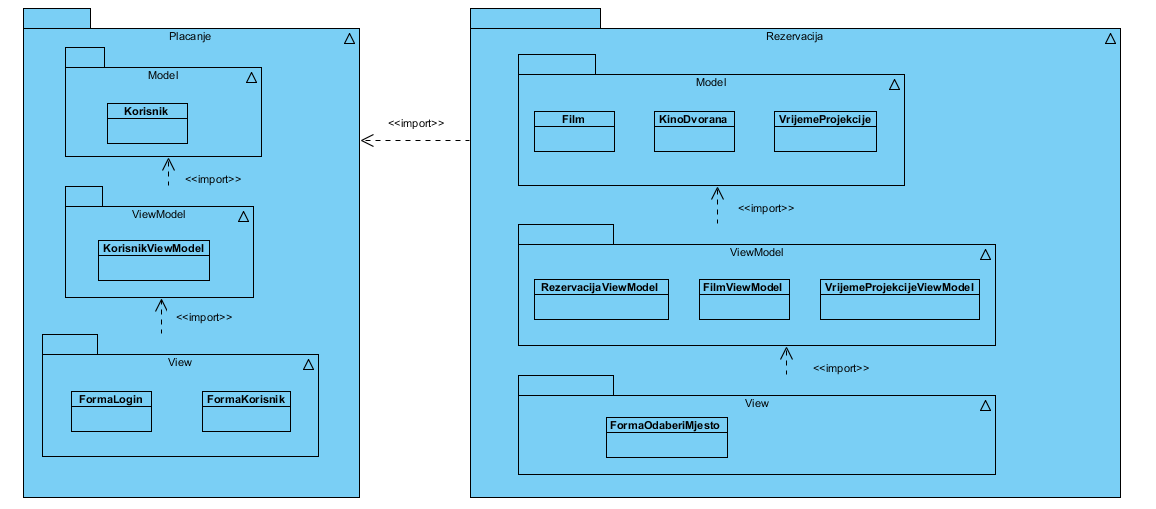 Placanje
Model
Korisnik
<<import>>
ViewModel
KorisnikViewModel
<<import>>
View
FormaLogin
FormaKorisnik
<<import>>
Rezervacija
Model
Film
KinoDvorana
VrijemeProjekcije
<<import>>
ViewModel
RezervacijaViewModel
FilmViewModel
VrijemeProjekcijeViewModel
<<import>>
View
FormaOdaberiMjesto